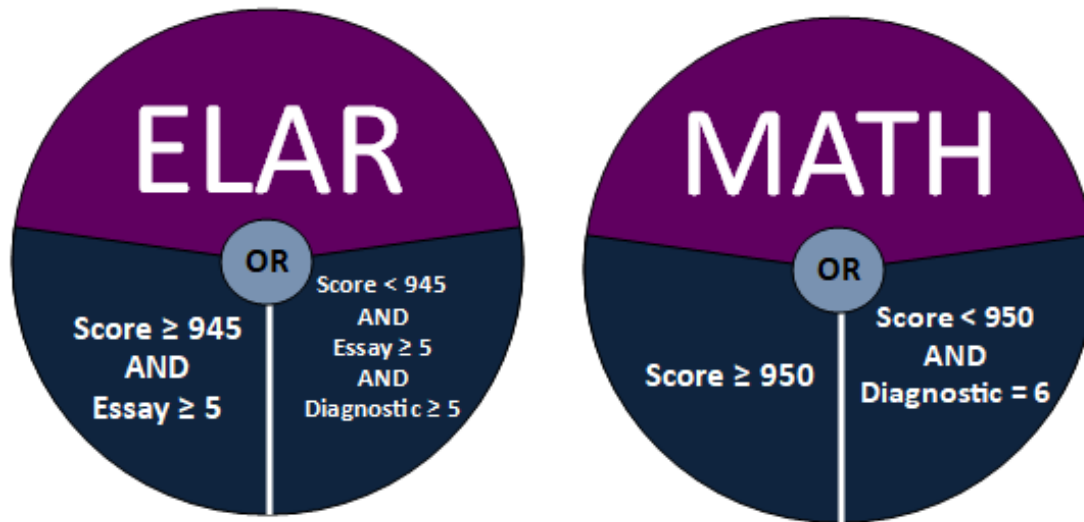 ELAR
OR
Score ≥ 945
AND
Essay ≥ 5
Score < 945
AND
Essay ≥ 5
AND
Diagnostic ≥ 5
MATH
OR
Score ≥ 950
Score < 950
AND
Diagnostic = 6